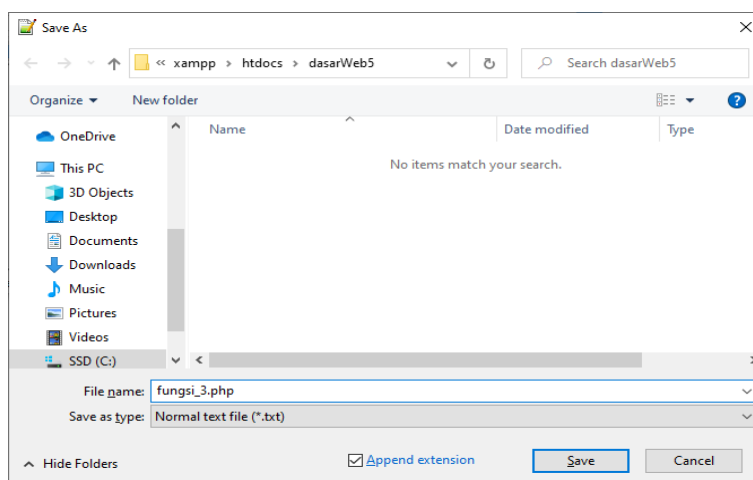 Save As
« xampp › htdocs › dasarWeb5
Search dasarWeb5
Organize
New folder
?
Name
Date modified
Type
No items match your search.
OneDrive
This PC
3D Objects
Desktop
Documents
Downloads
Music
Pictures
Videos
SSD (C:)
File name: fungsi_3.php
Save as type: Normal text file (*.txt)
Hide Folders
Append extension
Save
Cancel